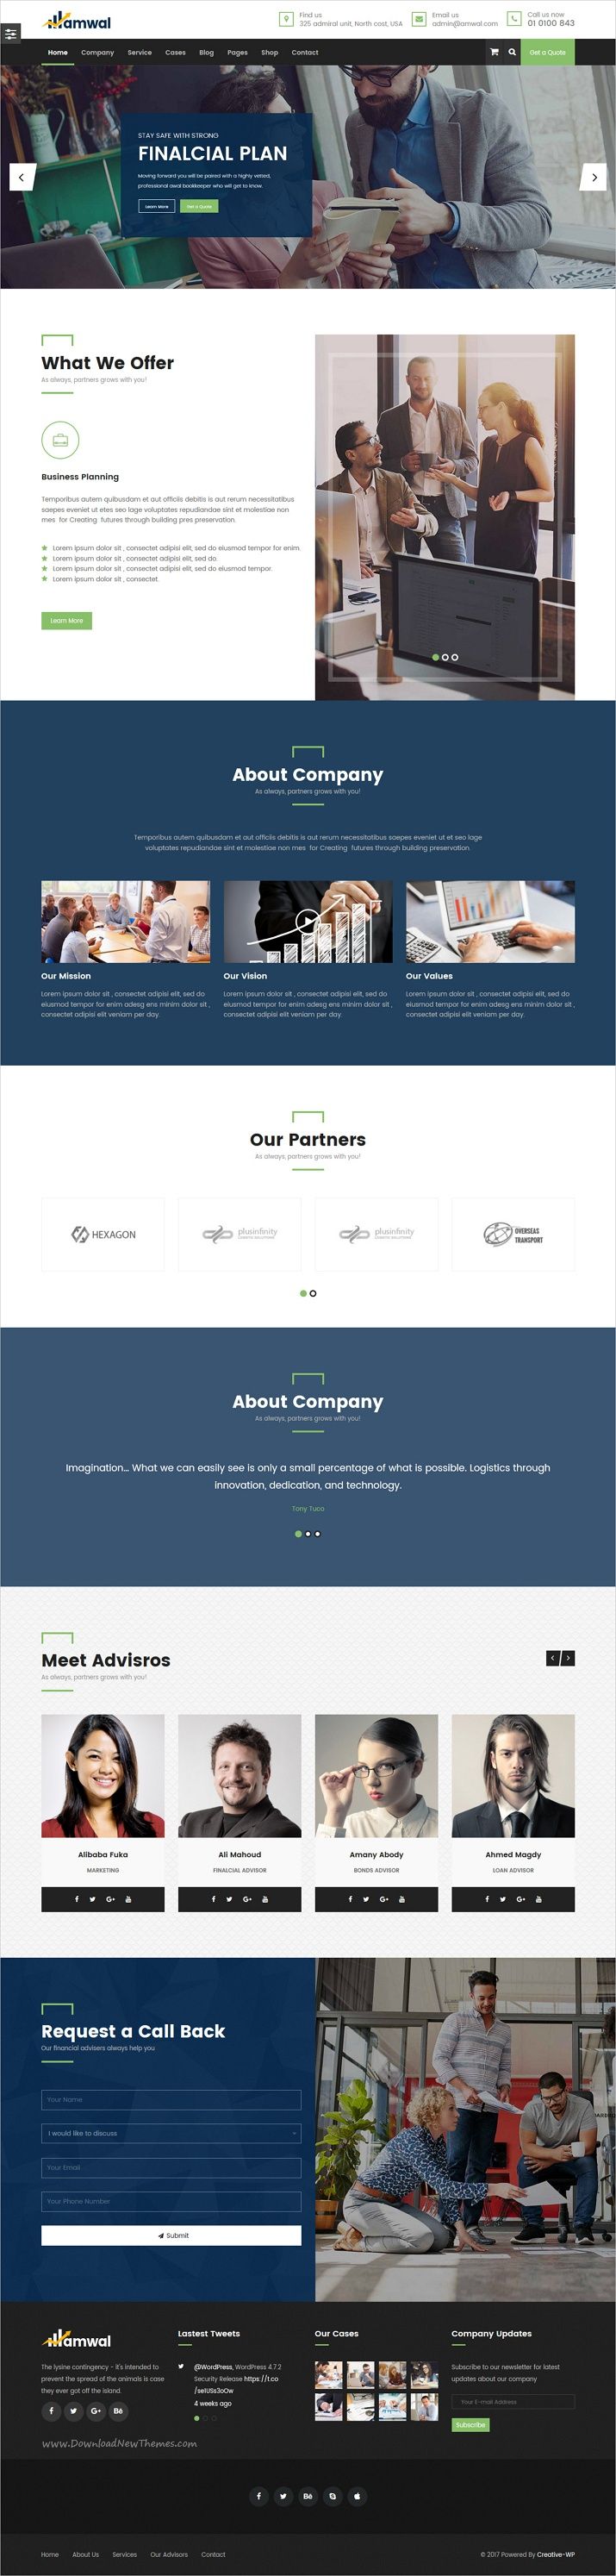 amwal
Find us
325 admiral unit, North cost, USA
Email us
admin@amwal.com
Call us now
01 0100 843
Home Company Service Cases Blog Pages Shop Contact
Get a Quote
STAY SAFE WITH STRONG
FINALCIAL PLAN
Moving forward you will be paired with a highly vetted,
professional awal bookkeeper who will get to know.
Learn More
Get a Quote
What We Offer
As always, partners grows with you!
Business Planning
Temporibus autem quibusdam et aut officiis debitis is aut rerum necessitatibus
saepes eveniet ut etes seo lage voluptates repudiandae sint et molestiae non
mes for Creating futures through building pres preservation.
Lorem ipsum dolor sit , consectet adipisi elit, sed do eiusmod tempor for enim.
Lorem ipsum dolor sit , consectet adipisi elit, sed do.
Lorem ipsum dolor sit , consectet adipisi elit, sed do eiusmod tempor.
Lorem ipsum dolor sit , consectet
Learn More
About Company
As always, partners grows with you!
Temporibus autem quibusdam et aut officiis debitis is aut rerum necessitatibus saepes eveniet ut et seo lage
voluptates repudiandae sint et molestiae non mes for Creating futures through building preservation.
Our Mission
Lorem ipsum dolor sit , consectet adipisi elit, sed do
eiusmod tempor for enim adesg ens minim dolor sit ,
consectet adipisi elit veniam per day.
Our Vision
Lorem ipsum dolor sit , consectet adipisi elit, sed do
eiusmod tempor for enim adesg ens minim dolor sit ,
consectet adipisi elit veniam per day.
Our Values
Lorem ipsum dolor sit , consectet adipisi elit, sed do
eiusmod tempor for enim adesg ens minim dolor sit ,
consectet adipisi elit veniam per day.
Our Partners
As always, partners grows with you!
HEXAGON
plusinfinity
LOGISTIC SOLUTIONS
plusinfinity
LOGISTIC SOLUTIONS
OVERSEAS
TRANSPORT
About Company
As always, partners grows with you!
Imagination... What we can easily see is only a small percentage of what is possible. Logistics through
innovation, dedication, and technology.
Tony Tuco
Meet Advisros
As always, partners grows with you!
Alibaba Fuka
MARKETING
Ali Mahoud
FINALCIAL ADVISOR
Amany Abody
BONDS ADVISOR
Ahmed Magdy
LOAN ADVISOR
Request a Call Back
Our financial advisers always help you
Your Name
I would like to discuss
Your Email
Your Phone Number
Submit
amwal
The lysine contingency - it's intended to
prevent the spread of the animals is case
they ever got off the island.
Lastest Tweets
@WordPress, WordPress 4.7.2
Security Release https://t.co
4 weeks ago
Our Cases
Company Updates
Subscribe to our newsletter for latest
updates about our company
Your E-mail Address
Subscribe
www.DownloadNewThemes.com
Home About Us Services Our Advisors Contact
© 2017 Powered By Creative-WP